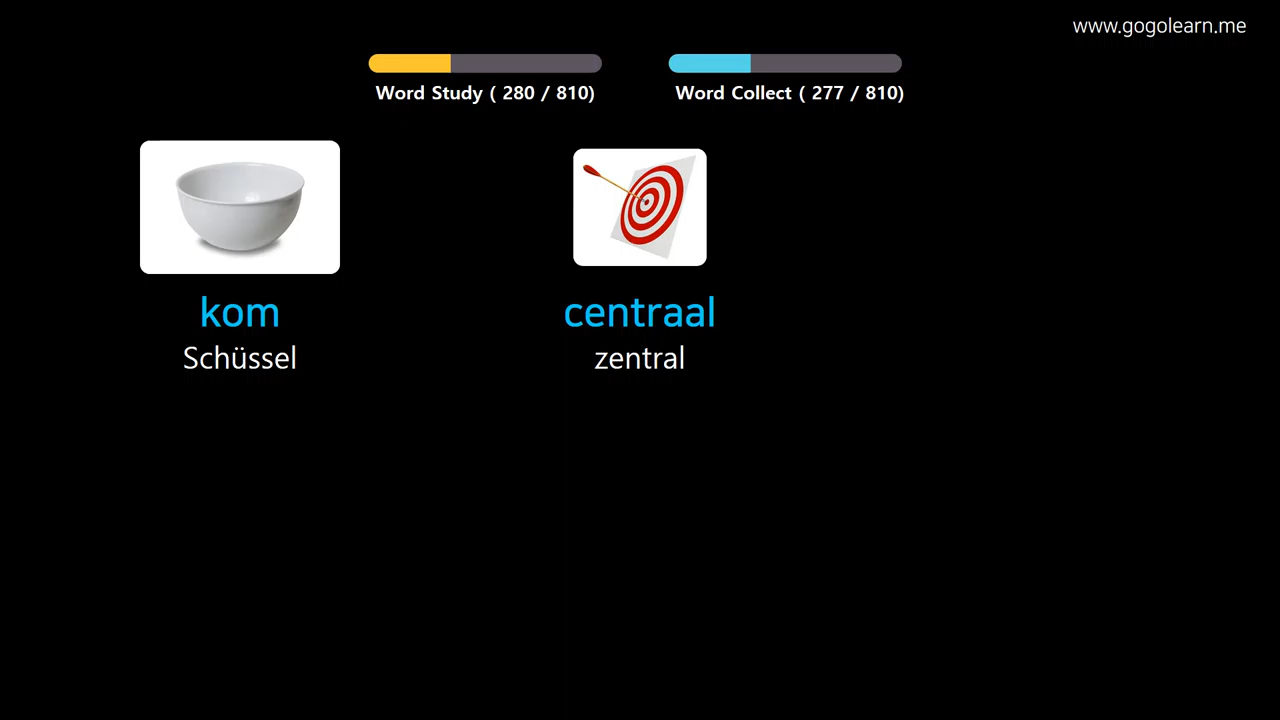 www.gogolearn.me
Word Study ( 280 / 810)
Word Collect ( 277 / 810)
kom
Schüssel
centraal
zentral